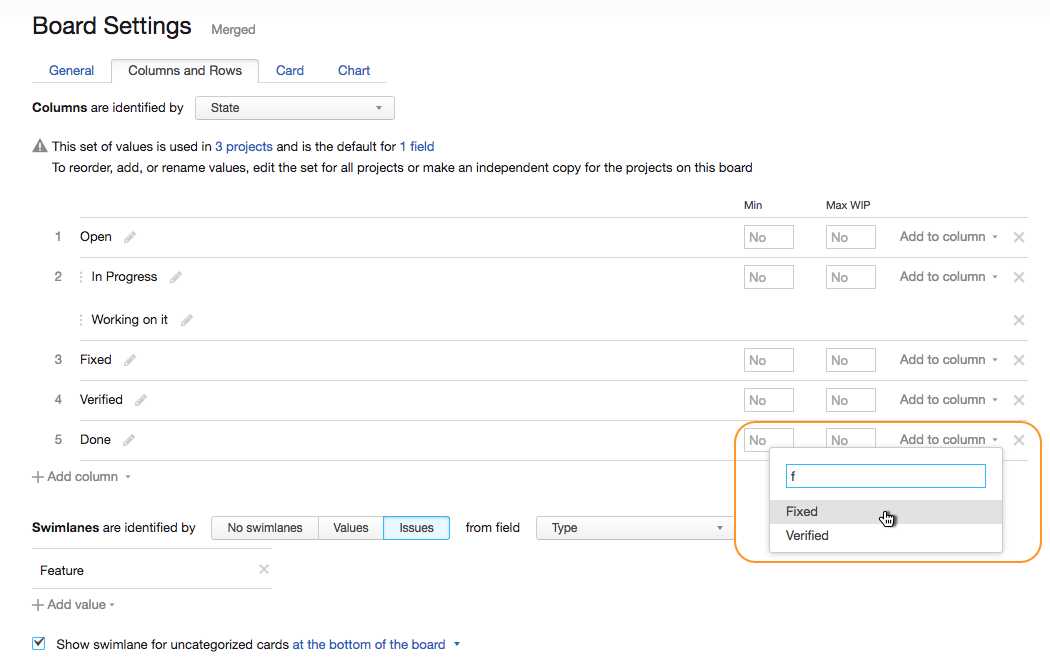 Board Settings Merged
General Columns and Rows Card Chart
Columns are identified by State
This set of values is used in 3 projects and is the default for 1 field
To reorder, add, or rename values, edit the set for all projects or make an independent copy for the projects on this board
Min Max WIP
1 Open No No Add to column
2 In Progress No No Add to column
Working on it
3 Fixed No No Add to column
4 Verified No No Add to column
5 Done No No Add to column
Add column
f
Fixed
Verified
Swimlanes are identified by No swimlanes Values Issues from field Type
Feature
Add value
Show swimlane for uncategorized cards at the bottom of the board